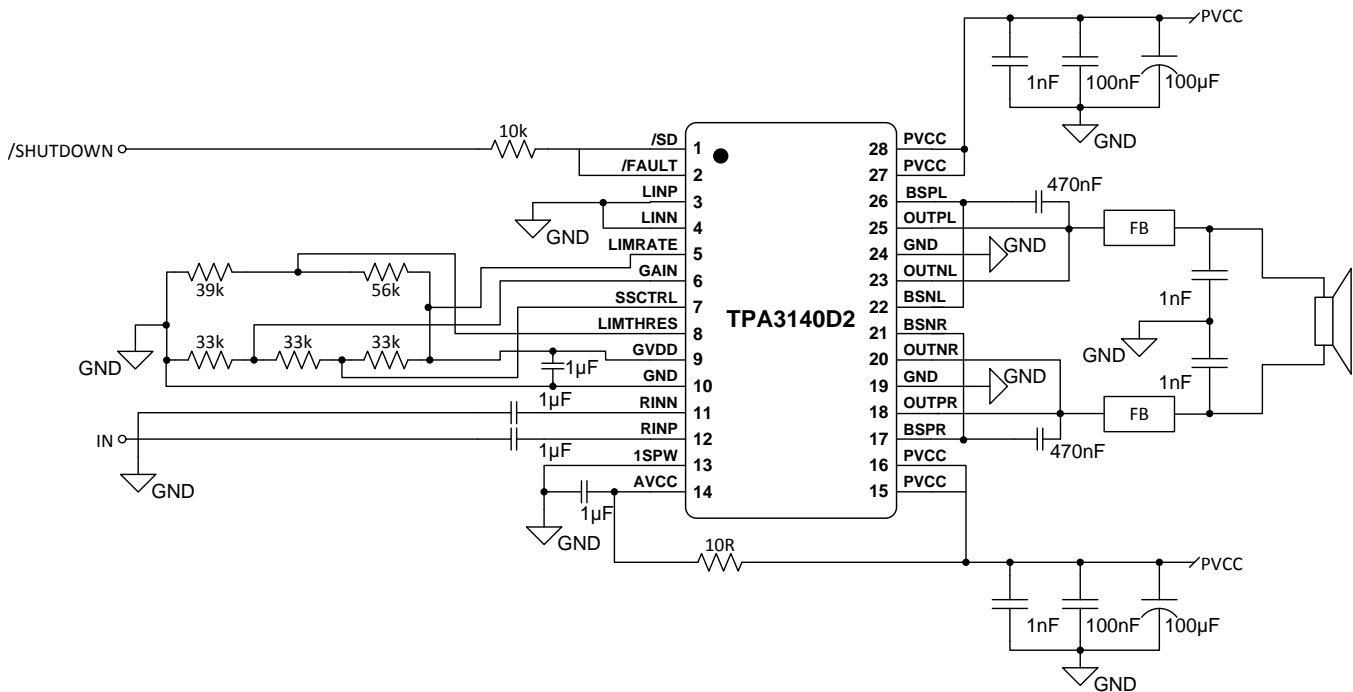 PVCC
1nF
100nF
100µF
GND
/SHUTDOWN
10k
/SD
1
/FAULT
2
LINP
3
LINN
4
GND
LIMRATE
5
GAIN
6
SSCTRL
7
LIMTHRES
8
GVDD
9
GND
10
RINN
11
RINP
12
1SPW
13
AVCC
14
39k
56k
33k
33k
33k
GND
1µF
1µF
IN
1µF
GND
1µF
GND
10R
TPA3140D2
28
PVCC
27
PVCC
26
BSPL
25
OUTPL
24
GND
23
OUTNL
22
BSNL
21
BSNR
20
OUTNR
19
GND
18
OUTPR
17
BSPR
16
PVCC
15
PVCC
470nF
GND
FB
1nF
GND
1nF
GND
FB
470nF
PVCC
1nF
100nF
100µF
GND